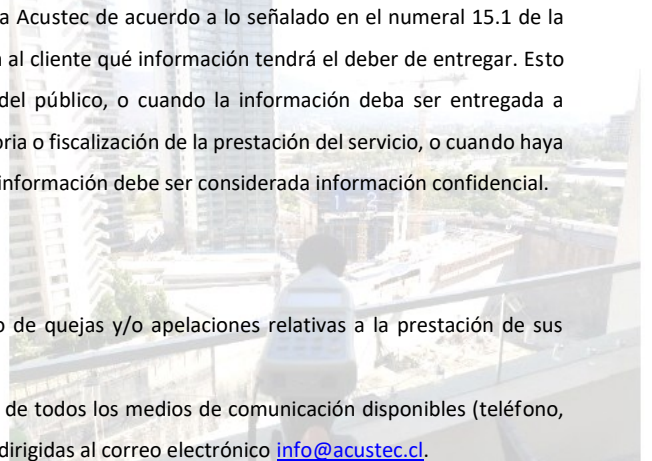 a Acustec de acuerdo a lo señalado en el numeral 15.1 de la
al cliente qué información tendrá el deber de entregar. Esto
del público, o cuando la información deba ser entregada a
oria o fiscalización de la prestación del servicio, o cuando haya
información debe ser considerada información confidencial.
o de quejas y/o apelaciones relativas a la prestación de sus
de todos los medios de comunicación disponibles (teléfono,
dirigidas al correo electrónico info@acustec.cl.